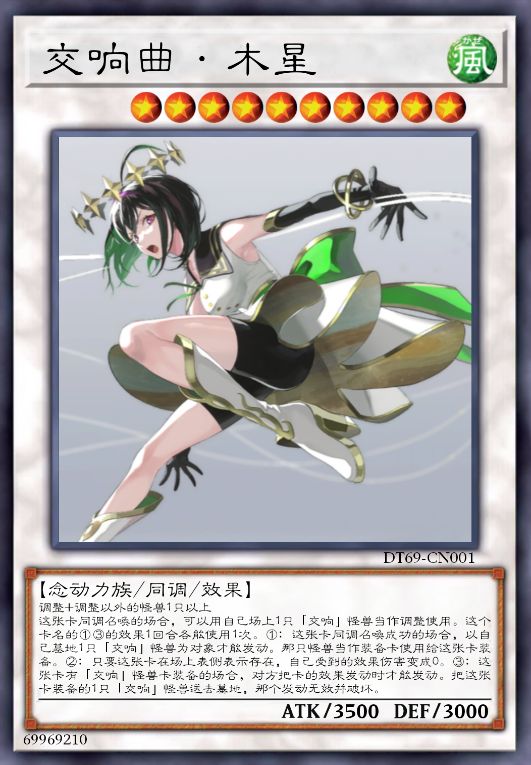 交响曲·木星
風
かぜ
DT69-CN001
【念动力族/同调/效果】
调整+调整以外的怪兽1只以上
这张卡同调召唤的场合，可以用自己场上1只「交响」怪兽当作调整使用。这个
卡名的①③的效果1回合各能使用1次。①：这张卡同调召唤成功的场合，以自
己墓地1只「交响」怪兽为对象才能发动。那只怪兽当作装备卡使用给这张卡装
备。②：只要这张卡在场上表侧表示存在，自己受到的效果伤害变成0。③：这
张卡有「交响」怪兽卡装备的场合，对方把卡的效果发动时才能发动。把这张
卡装备的1只「交响」怪兽送去墓地，那个发动无效并破坏。
ATK/3500 DEF/3000
69969210